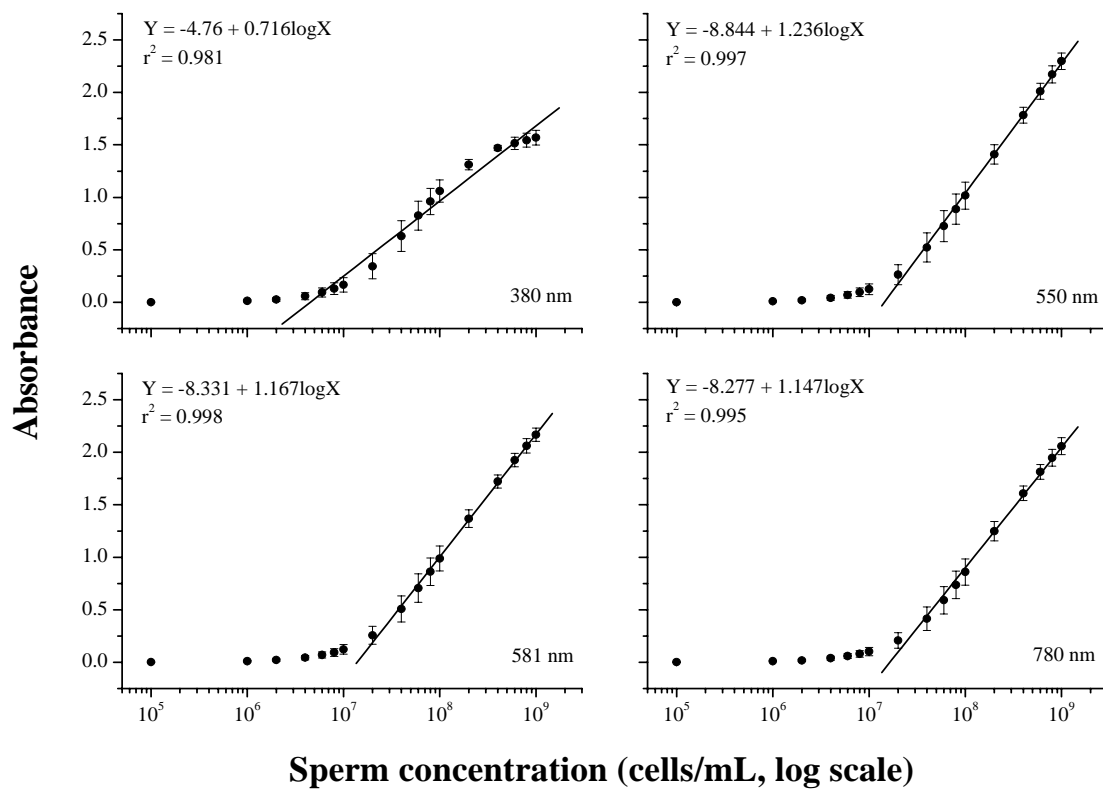 Y = -4.76 + 0.716logX
r² = 0.981
380 nm
Y = -8.844 + 1.236logX
r² = 0.997
550 nm
2.5
2.0
1.5
1.0
0.5
0.0
Absorbance
Y = -8.331 + 1.167logX
r² = 0.998
581 nm
Y = -8.277 + 1.147logX
r² = 0.995
780 nm
2.5
2.0
1.5
1.0
0.5
0.0
10⁵ 10⁶ 10⁷ 10⁸ 10⁹ 10⁵ 10⁶ 10⁷ 10⁸ 10⁹
Sperm concentration (cells/mL, log scale)